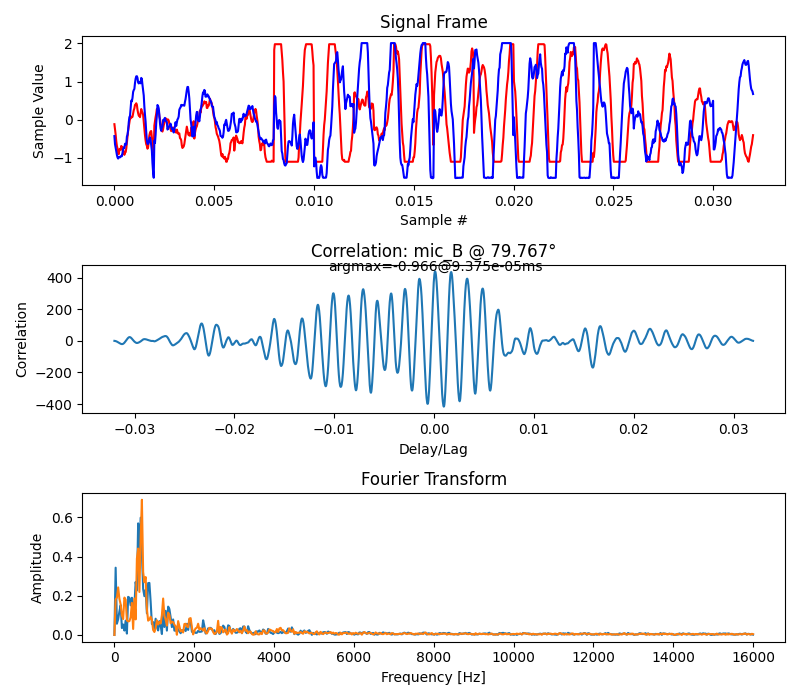 Signal Frame
Sample Value
2
1
0
−1
0.000 0.005 0.010 0.015 0.020 0.025 0.030
Sample #
Correlation: mic_B @ 79.767°
argmax=-0.966@9.375e-05ms
Correlation
400
200
0
−200
−400
−0.03 −0.02 −0.01 0.00 0.01 0.02 0.03
Delay/Lag
Fourier Transform
Amplitude
0.6
0.4
0.2
0.0
0 2000 4000 6000 8000 10000 12000 14000 16000
Frequency [Hz]